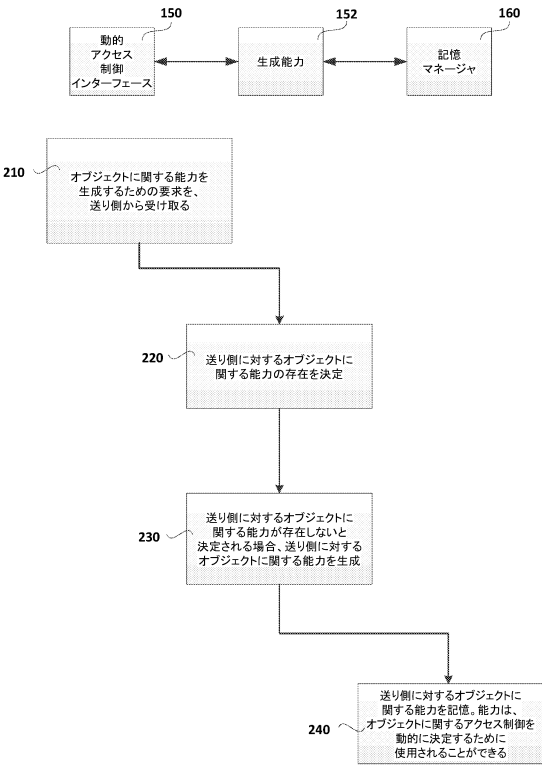 150
152
160
動的
アクセス
制御
インターフェース
生成能力
記憶
マネージャ
210
オブジェクトに関する能力を
生成するための要求を、
送り側から受け取る
220
送り側に対するオブジェクトに
関する能力の存在を決定
230
送り側に対するオブジェクトに
関する能力が存在しないと
決定される場合、送り側に対する
オブジェクトに関する能力を生成
240
送り側に対するオブジェクトに
関する能力を記憶。能力は、
オブジェクトに関するアクセス制御を
動的に決定するために
使用されることができる